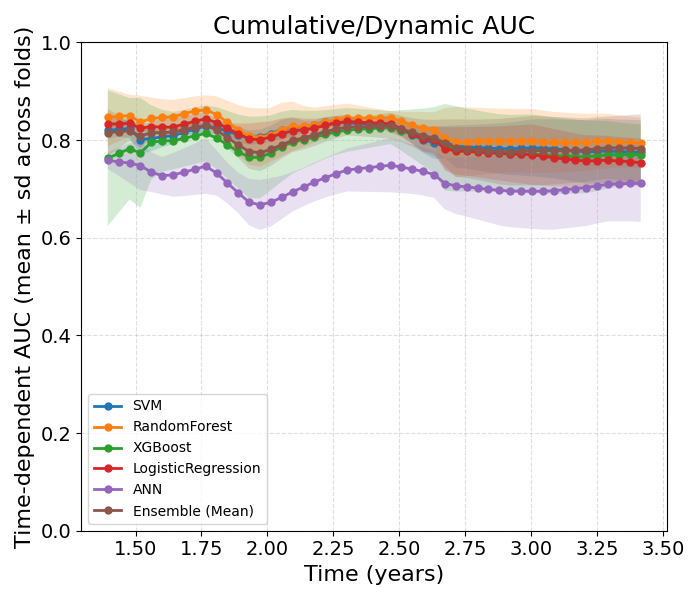 Cumulative/Dynamic AUC
Time-dependent AUC (mean ± sd across folds)
1.0
0.8
0.6
0.4
0.2
0.0
SVM
RandomForest
XGBoost
LogisticRegression
ANN
Ensemble (Mean)
1.50 1.75 2.00 2.25 2.50 2.75 3.00 3.25 3.50
Time (years)